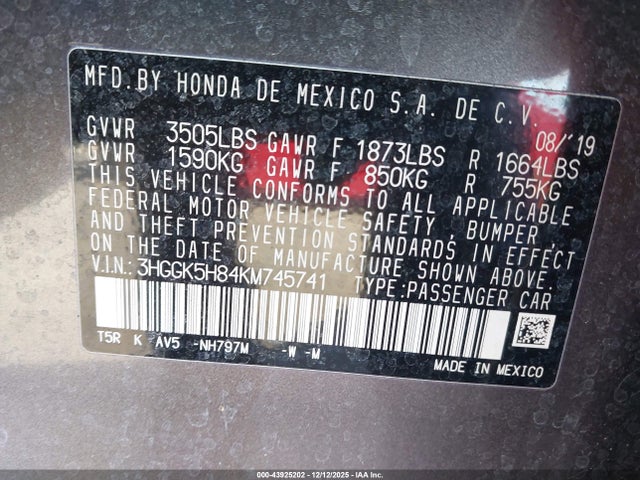 MFD.BY HONDA DE MEXICO S.A. DE C.V.
08/'19
GVWR 3505LBS GAWR F 1873LBS R 1664LBS
GVWR 1590KG GAWR F 850KG R 755KG
THIS VEHICLE CONFORMS TO ALL APPLICABLE
FEDERAL MOTOR VEHICLE SAFETY, BUMPER,
AND THEFT PREVENTION STANDARDS IN EFFECT
ON THE DATE OF MANUFACTURE SHOWN ABOVE.
V.I.N.: 3HGGK5H84KM745741 TYPE:PASSENGER CAR
T5R K AV5 -NH797M -W -M
MADE IN MEXICO
000-43925202 - 12/12/2025 - IAAC Inc.